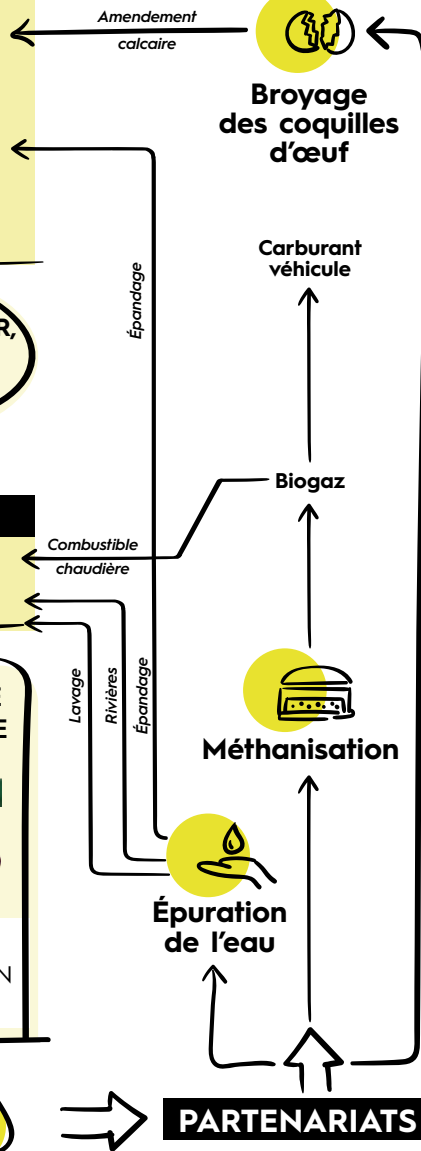 Amendement
calcaire
Broyage
des coquilles
d'œuf
Carburant
véhicule
Épandage
R,
Biogaz
Combustible
chaudière
Lavage
Rivières
Épandage
E
Méthanisation
Épuration
de l'eau
N
PARTENARIATS